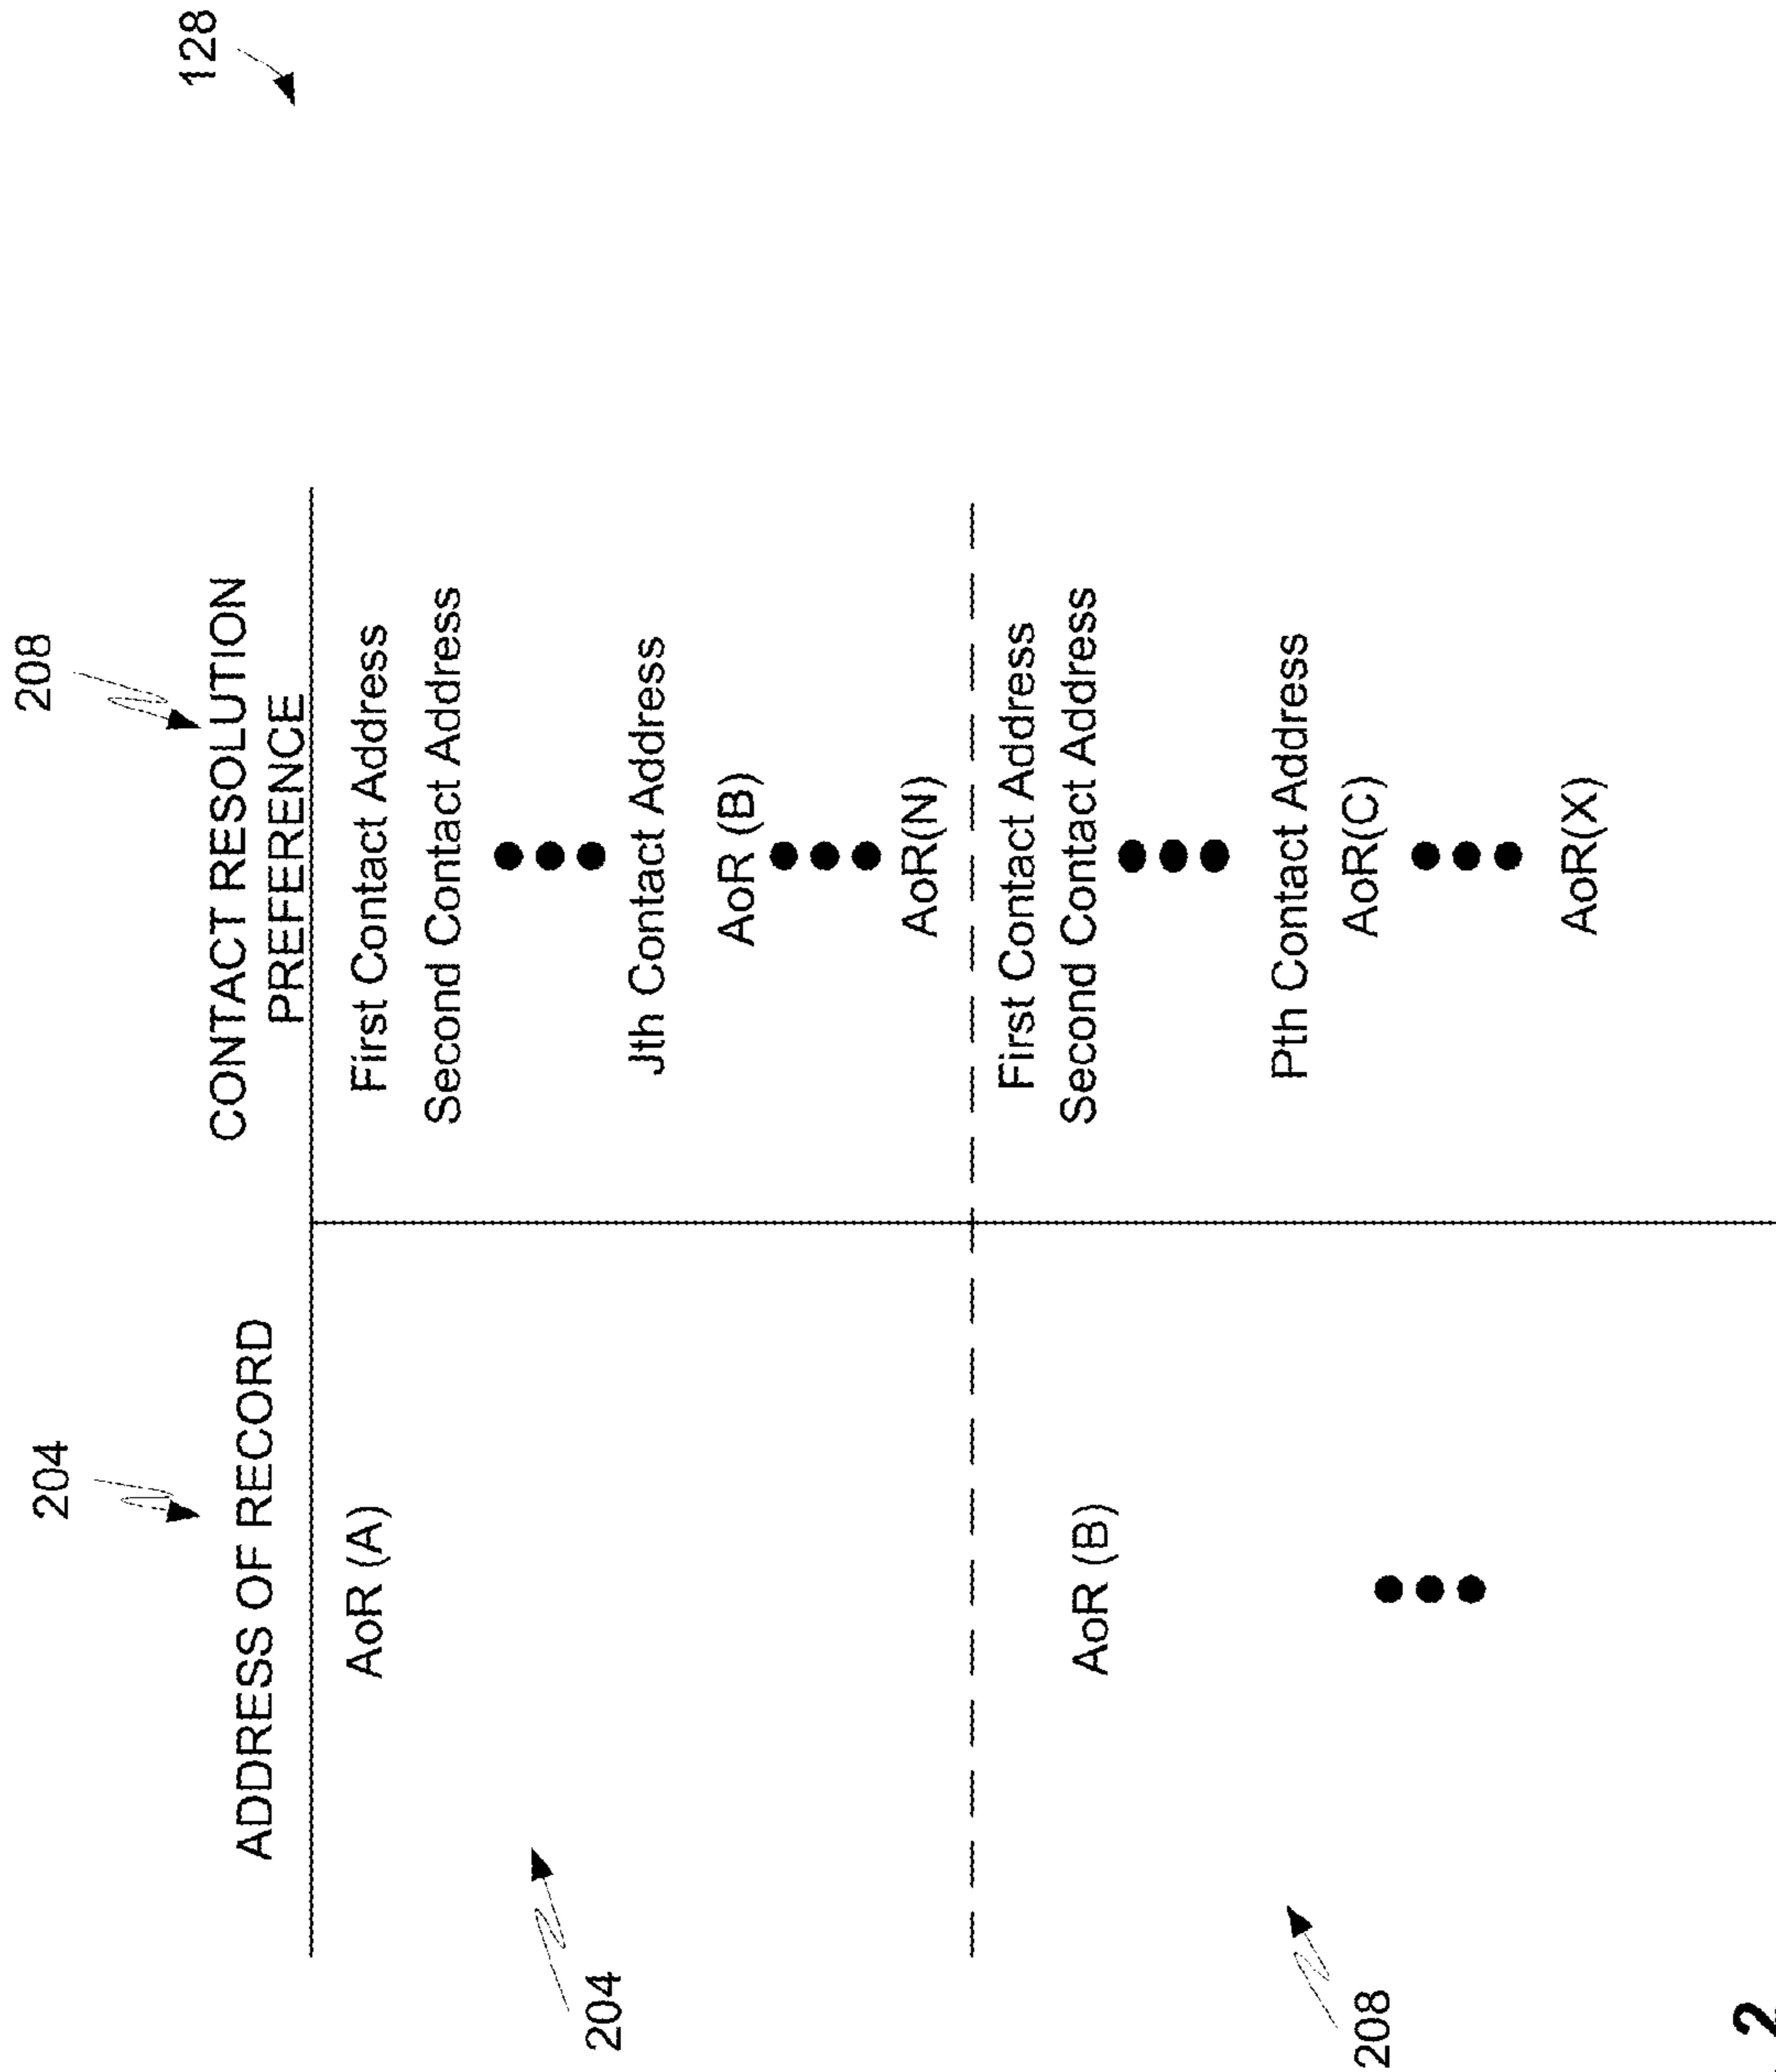 128
204
208
ADDRESS OF RECORD
CONTACT RESOLUTION
PREFERENCE
AoR (A)
First Contact Address
Second Contact Address
Jth Contact Address
AoR (B)
AoR(N)
204
AoR (B)
First Contact Address
Second Contact Address
Pth Contact Address
AoR(C)
AoR(X)
208
2